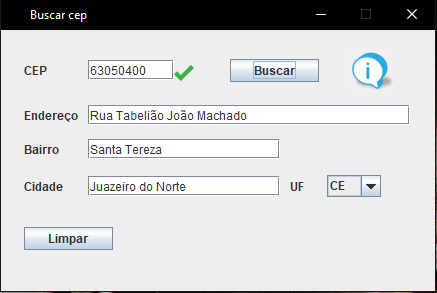 Buscar cep
CEP 63050400 Buscar
Endereço Rua Tabelião João Machado
Bairro Santa Tereza
Cidade Juazeiro do Norte UF CE
Limpar